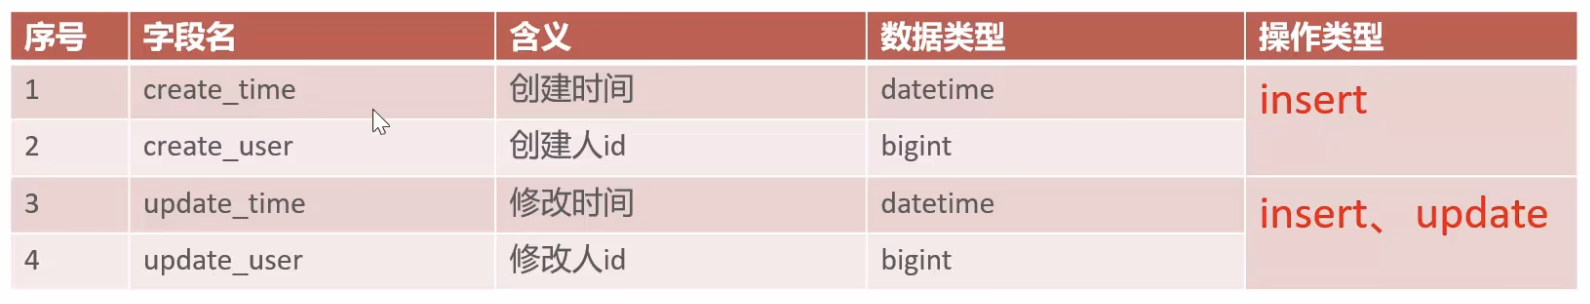 序号 字段名 含义 数据类型 操作类型
1 create_time 创建时间 datetime insert
2 create_user 创建人id bigint
3 update_time 修改时间 datetime insert、update
4 update_user 修改人id bigint